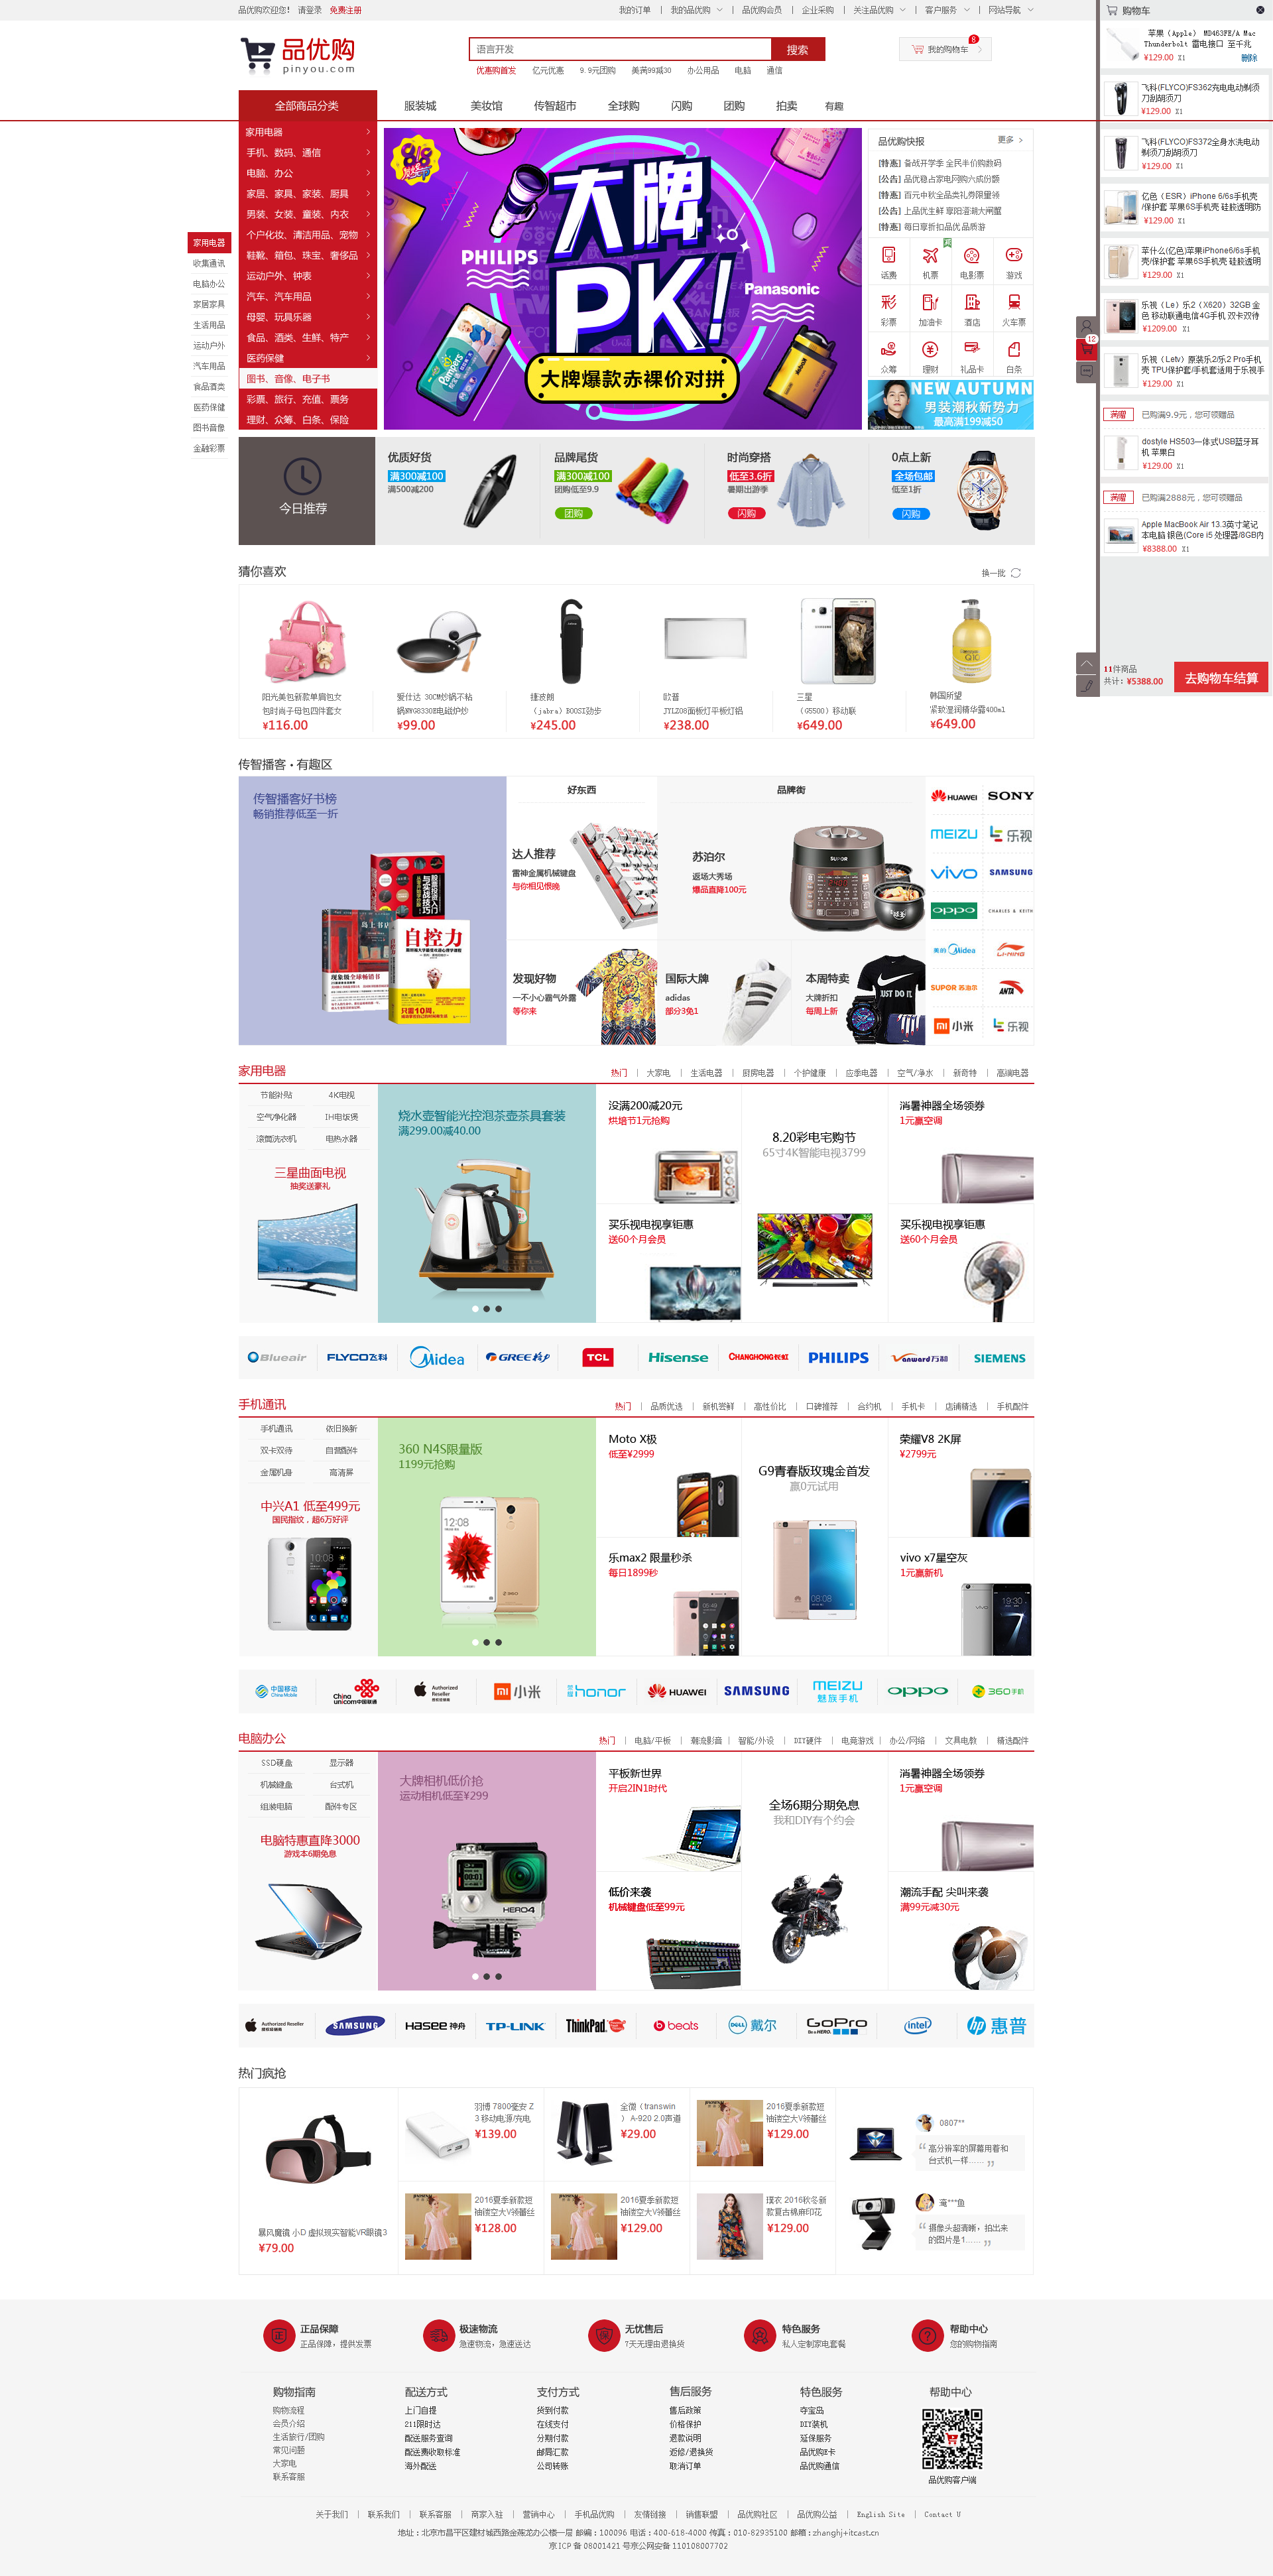 品优购欢迎您! 请登录 免费注册
我的订单 我的品优购 品优购会员 企业采购 关注品优购 客户服务 网站导航
品优购
pinyou.com
语言开发 搜索
我的购物车 8
优惠购首发 亿元优惠 9.9元团购 美满99减30 办公用品 电脑 通信
全部商品分类 服装城 美妆馆 传智超市 全球购 闪购 团购 拍卖 有趣
家用电器
手机、数码、通信
电脑、办公
家居、家具、家装、厨具
男装、女装、童装、内衣
个户化妆、清洁用品、宠物
鞋靴、箱包、珠宝、奢侈品
运动户外、钟表
汽车、汽车用品
母婴、玩具乐器
食品、酒类、生鲜、特产
医药保健
图书、音像、电子书
彩票、旅行、充值、票务
理财、众筹、白条、保险
家用电器
收集通讯
电脑办公
家居家具
生活用品
运动户外
汽车用品
食品酒类
医药保健
图书音像
金融彩票
大牌
PK!
PHILIPS
Panasonic
Pampers
大牌爆款赤裸价对拼
品优购快报 更多
[特惠] 备战开学季 全民半价购数码
[公告] 品优稳占家电网购六成份额
[特惠] 百元中秋全品类礼券限量领
[公告] 上品优生鲜 享阳澄湖大闸蟹
[特惠] 每日享折扣品优品质游
话费 机票 电影票 游戏
彩票 加油卡 酒店 火车票
众筹 理财 礼品卡 白条
NEW AUTUMN
男装潮秋新势力
最高满199减50
购物车
苹果（Apple） MD463FE/A Mac
Thunderbolt 雷电接口 至千兆
¥129.00 X1 删除
飞科(FLYCO)FS362充电电动剃须
刀刮胡须刀
¥129.00 X1
飞科(FLYCO)FS372全身水洗电动
剃须刀刮胡须刀
¥129.00 X1
亿色（ESR）iPhone 6/6s手机壳
/保护套 苹果6S手机壳 硅胶透明防
¥129.00 X1
苹什么(亿色)苹果iPhone6/6s手机
壳/保护套 苹果6S手机壳 硅胶透明
¥129.00 X1
乐视（Le）乐2（X620）32GB 金
色 移动联通电信4G手机 双卡双待
¥1209.00 X1
乐视（Letv）原装乐2/乐2 Pro手机
壳 TPU保护套/手机套适用于乐视手
¥129.00 X1
满赠 已购满9.9元，您可领赠品
dostyle HS503一体式USB蓝牙耳
机 苹果白
¥129.00 X1
满赠 已购满2888元，您可领赠品
Apple MacBook Air 13.3英寸笔记
本电脑 银色(Core i5 处理器/8GB内
¥8388.00 X1
12
11件商品
共计：¥5388.00
去购物车结算
今日推荐
优质好货
满300减100
满500减200
品牌尾货
满300减100
团购低至9.9
团购
时尚穿搭
低至3.6折
暑期出游季
闪购
0点上新
全场包邮
低至1折
闪购
猜你喜欢 换一批
阳光美包新款单肩包女
包时尚子母包四件套女
¥116.00
爱仕达 30CM炒锅不粘
锅NWG8330E电磁炉炒
¥99.00
捷波朗
（jabra）BOOSI劲步
¥245.00
欧普
JYLZ08面板灯平板灯铝
¥238.00
三星
（G5500）移动联
¥649.00
韩国所望
紧致湿润精华露400ml
¥649.00
传智播客·有趣区
传智播客好书榜
畅销推荐低至一折
自控力
岛上书店
现象级全球畅销书
只需10周,
好东西
达人推荐
雷神金属机械键盘
与你相见恨晚
品牌街
苏泊尔
返场大秀场
爆品直降100元
SUPOR
发现好物
一不小心霸气外露
等你来
国际大牌
adidas
部分3免1
本周特卖
大牌折扣
每周上新
JUST DO IT.
HUAWEI SONY
MEIZU 乐视
vivo SAMSUNG
OPPO CHARLES & KEITH
美的 Midea LI-NING
SUPOR 苏泊尔 ANTA
小米 乐视
家用电器
热门 大家电 生活电器 厨房电器 个护健康 应季电器 空气/净水 新奇特 高端电器
节能补贴 4K电视
空气净化器 IH电饭煲
滚筒洗衣机 电热水器
三星曲面电视
抽奖送豪礼
烧水壶智能光控泡茶壶茶具套装
满299.00减40.00
没满200减20元
烘培节1元抢购
买乐视电视享钜惠
送60个月会员
8.20彩电宅购节
65寸4K智能电视3799
消暑神器全场领券
1元赢空调
买乐视电视享钜惠
送60个月会员
Blueair FLYCO飞科 Midea GREE格力 TCL Hisense CHANGHONG长虹 PHILIPS Vanward万和 SIEMENS
手机通讯
热门 品质优选 新机尝鲜 高性价比 口碑推荐 合约机 手机卡 店铺精选 手机配件
手机通讯 依旧换新
双卡双待 自营配件
金属机身 高清屏
中兴A1 低至499元
国民指纹，超6万好评
360 N4S限量版
1199元抢购
Moto X极
低至¥2999
乐max2 限量秒杀
每日1899秒
G9青春版玫瑰金首发
赢0元试用
荣耀V8 2K屏
¥2799元
vivo x7星空灰
1元赢新机
中国移动 China Mobile China unicom中国联通 Authorized Reseller 小米 荣耀 honor HUAWEI SAMSUNG MEIZU 魅族手机 OPPO 360手机
电脑办公
热门 电脑/平板 潮流影音 智能/外设 DIY硬件 电竞游戏 办公/网络 文具电教 精选配件
SSD硬盘 显示器
机械键盘 台式机
组装电脑 配件专区
电脑特惠直降3000
游戏本6期免息
大牌相机低价抢
运动相机低至¥299
HERO4
平板新世界
开启2IN1时代
低价来袭
机械键盘低至99元
全场6期分期免息
我和DIY有个约会
消暑神器全场领券
1元赢空调
潮流手配 尖叫来袭
满99元减30元
Authorized Reseller SAMSUNG HASEE 神舟 TP-LINK ThinkPad beats DELL 戴尔 GoPro Be a HERO. intel hp 惠普
热门疯抢
暴风魔镜 小D 虚拟现实智能VR眼镜3
¥79.00
羽博 7800毫安 Z
3 移动电源/充电
¥139.00
全微（transwin
） A-920 2.0声道
¥29.00
2016夏季新款短
袖镂空大V领蕾丝
¥129.00
2016夏季新款短
袖镂空大V领蕾丝
¥128.00
2016夏季新款短
袖镂空大V领蕾丝
¥129.00
璞衣 2016秋冬新
款复古棉麻印花
¥129.00
0807**
高分辨率的屏幕用着和
台式机一样……
鳴***鱼
摄像头超清晰，拍出来
的图片是1……
正品保障
正品保障，提供发票
极速物流
急速物流，急速送达
无忧售后
7天无理由退换货
特色服务
私人定制家电套餐
帮助中心
您的购物指南
购物指南
购物流程
会员介绍
生活旅行/团购
常见问题
大家电
联系客服
配送方式
上门自提
211限时达
配送服务查询
配送费收取标准
海外配送
支付方式
货到付款
在线支付
分期付款
邮局汇款
公司转账
售后服务
售后政策
价格保护
退款说明
返修/退换货
取消订单
特色服务
夺宝岛
DIY装机
延保服务
品优购E卡
品优购通信
帮助中心
品优购客户端
关于我们 联系我们 联系客服 商家入驻 营销中心 手机品优购 友情链接 销售联盟 品优购社区 品优购公益 English Site Contact U
地址：北京市昌平区建材城西路金燕龙办公楼一层 邮编：100096 电话：400-618-4000 传真：010-82935100 邮箱：zhanghj+itcast.cn
京ICP 备 08001421 号京公网安备 110108007702